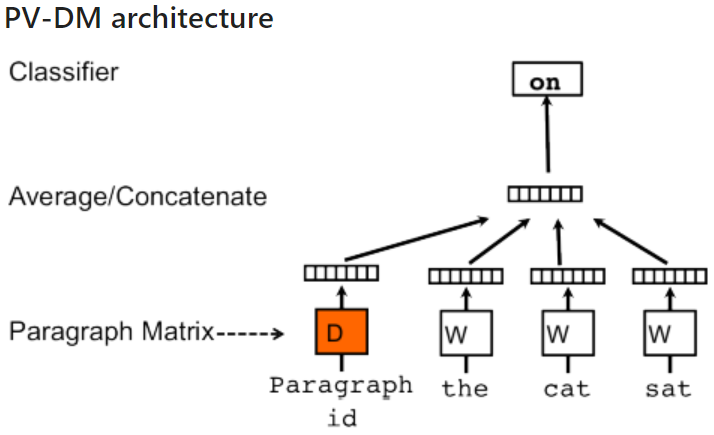 PV-DM architecture
Classifier
on
Average/Concatenate
Paragraph Matrix
D W W W
Paragraph the cat sat
id